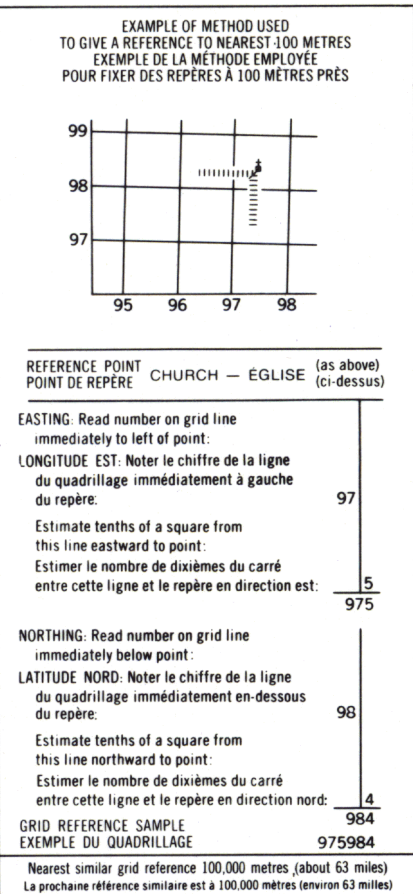 EXAMPLE OF METHOD USED
TO GIVE A REFERENCE TO NEAREST 100 METRES
EXEMPLE DE LA MÉTHODE EMPLOYÉE
POUR FIXER DES REPÈRES À 100 MÈTRES PRÈS
99
98
97
95 96 97 98
REFERENCE POINT CHURCH — ÉGLISE (as above)
POINT DE REPÈRE (ci-dessus)
EASTING: Read number on grid line
immediately to left of point:
LONGITUDE EST: Noter le chiffre de la ligne
du quadrillage immédiatement à gauche
du repère: 97
Estimate tenths of a square from
this line eastward to point:
Estimer le nombre de dixièmes du carré
entre cette ligne et le repère en direction est: 5
975
NORTHING: Read number on grid line
immediately below point:
LATITUDE NORD: Noter le chiffre de la ligne
du quadrillage immédiatement en-dessous
du repère: 98
Estimate tenths of a square from
this line northward to point:
Estimer le nombre de dixièmes du carré
entre cette ligne et le repère en direction nord: 4
984
GRID REFERENCE SAMPLE
EXEMPLE DU QUADRILLAGE 975984
Nearest similar grid reference 100,000 metres (about 63 miles)
La prochaine référence similaire est à 100,000 mètres (environ 63 milles)